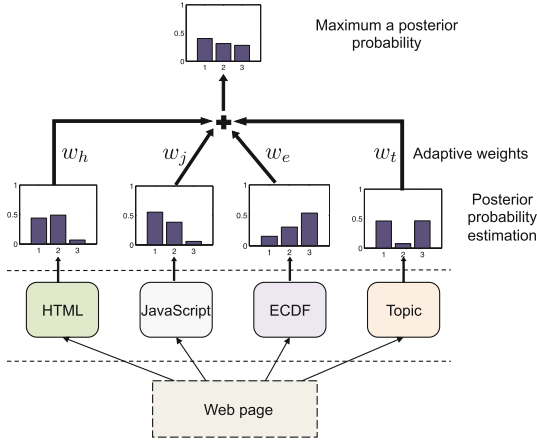 1
0.5
0
1 2 3
Maximum a posterior
probability
+
w_h
w_j
w_e
w_t
Adaptive weights
1
0.5
0
1 2 3
1
0.5
0
1 2 3
1
0.5
0
1 2 3
1
0.5
0
1 2 3
Posterior
probability
estimation
HTML
JavaScript
ECDF
Topic
Web page